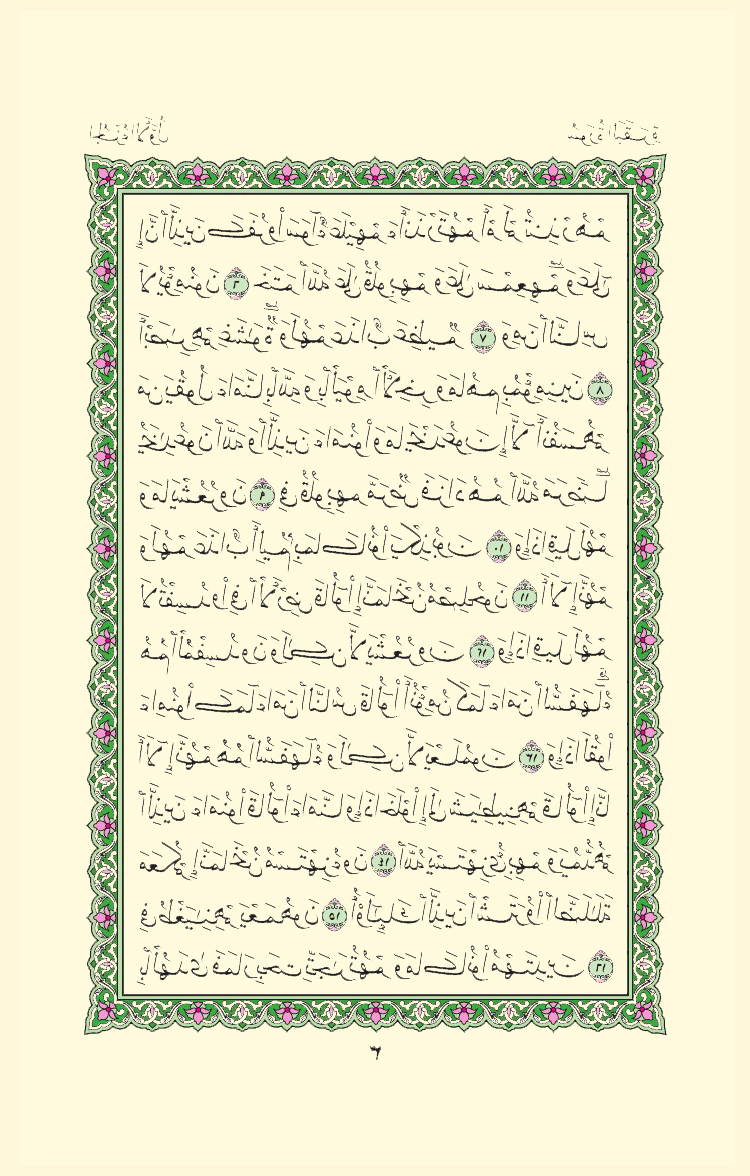 سُورَةُ البَقَرَةِ
الجُزْءُ الأَوَّلُ
إِنَّ ٱلَّذِينَ كَفَرُوا۟ سَوَآءٌ عَلَيْهِمْ ءَأَنذَرْتَهُمْ أَمْ لَمْ تُنذِرْهُمْ
لَا يُؤْمِنُونَ ٦ خَتَمَ ٱللَّهُ عَلَىٰ قُلُوبِهِمْ وَعَلَىٰ سَمْعِهِمْ ۖ وَعَلَىٰٓ
أَبْصَـٰرِهِمْ غِشَـٰوَةٌ ۖ وَلَهُمْ عَذَابٌ عَظِيمٌ ٧ وَمِنَ ٱلنَّاسِ
مَن يَقُولُ ءَامَنَّا بِٱللَّهِ وَبِٱلْيَوْمِ ٱلْـَٔاخِرِ وَمَا هُم بِمُؤْمِنِينَ ٨
يُخَـٰدِعُونَ ٱللَّهَ وَٱلَّذِينَ ءَامَنُوا۟ وَمَا يَخْدَعُونَ إِلَّآ أَنفُسَهُمْ
وَمَا يَشْعُرُونَ ٩ فِى قُلُوبِهِم مَّرَضٌ فَزَادَهُمُ ٱللَّهُ مَرَضًا ۖ
وَلَهُمْ عَذَابٌ أَلِيمٌۢ بِمَا كَانُوا۟ يَكْذِبُونَ ١٠ وَإِذَا قِيلَ لَهُمْ
لَا تُفْسِدُوا۟ فِى ٱلْأَرْضِ قَالُوٓا۟ إِنَّمَا نَحْنُ مُصْلِحُونَ ١١ أَلَآ إِنَّهُمْ
هُمُ ٱلْمُفْسِدُونَ وَلَـٰكِن لَّا يَشْعُرُونَ ١٢ وَإِذَا قِيلَ لَهُمْ
ءَامِنُوا۟ كَمَآ ءَامَنَ ٱلنَّاسُ قَالُوٓا۟ أَنُؤْمِنُ كَمَآ ءَامَنَ ٱلسُّفَهَآءُ ۗ
أَلَآ إِنَّهُمْ هُمُ ٱلسُّفَهَآءُ وَلَـٰكِن لَّا يَعْلَمُونَ ١٣ وَإِذَا لَقُوا۟
ٱلَّذِينَ ءَامَنُوا۟ قَالُوٓا۟ ءَامَنَّا وَإِذَا خَلَوْا۟ إِلَىٰ شَيَـٰطِينِهِمْ قَالُوٓا۟ إِنَّا
مَعَكُمْ إِنَّمَا نَحْنُ مُسْتَهْزِءُونَ ١٤ ٱللَّهُ يَسْتَهْزِئُ بِهِمْ وَيَمُدُّهُمْ
فِى طُغْيَـٰنِهِمْ يَعْمَهُونَ ١٥ أُو۟لَـٰٓئِكَ ٱلَّذِينَ ٱشْتَرَوُا۟ ٱلضَّلَـٰلَةَ
بِٱلْهُدَىٰ فَمَا رَبِحَت تِّجَـٰرَتُهُمْ وَمَا كَانُوا۟ مُهْتَدِينَ ١٦
٣